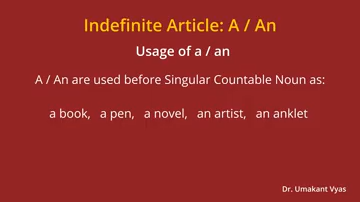 Indefinite Article: A / An
Usage of a / an
A / An are used before Singular Countable Noun as:
a book, a pen, a novel, an artist, an anklet
Dr. Umakant Vyas